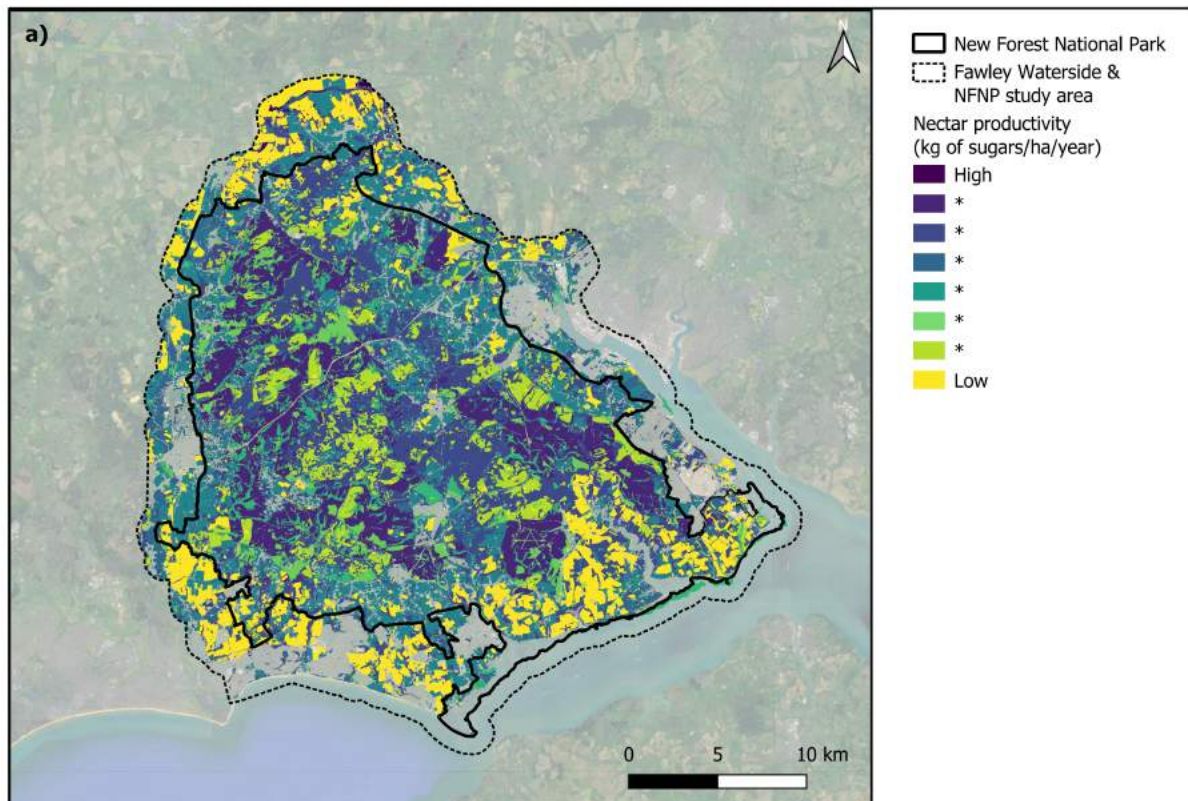 a)
N
New Forest National Park
Fawley Waterside &
NFNP study area
Nectar productivity
(kg of sugars/ha/year)
High
*
*
*
*
*
*
Low
0 5 10 km